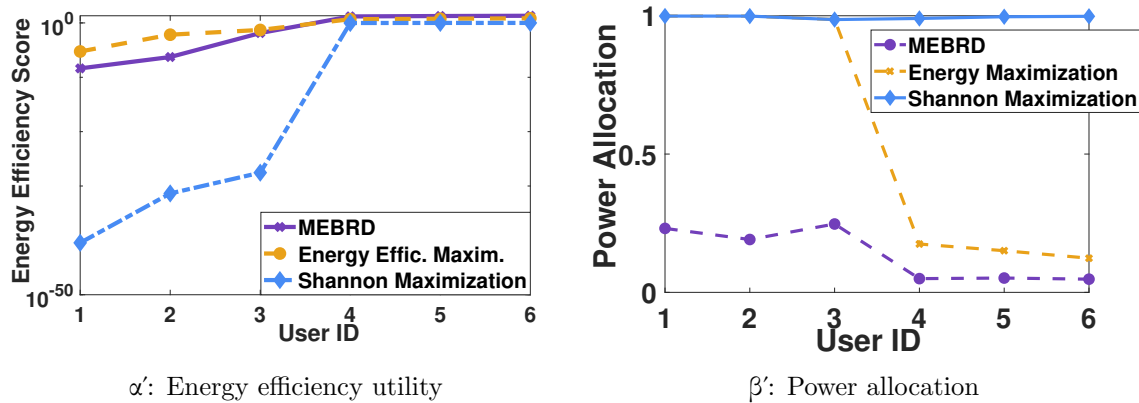 Energy Efficiency Score
10^0
10^-50
1 2 3 4 5 6
User ID
MEBRD
Energy Effic. Maxim.
Shannon Maximization
α′: Energy efficiency utility
Power Allocation
1
0.5
0
1 2 3 4 5 6
User ID
MEBRD
Energy Maximization
Shannon Maximization
β′: Power allocation